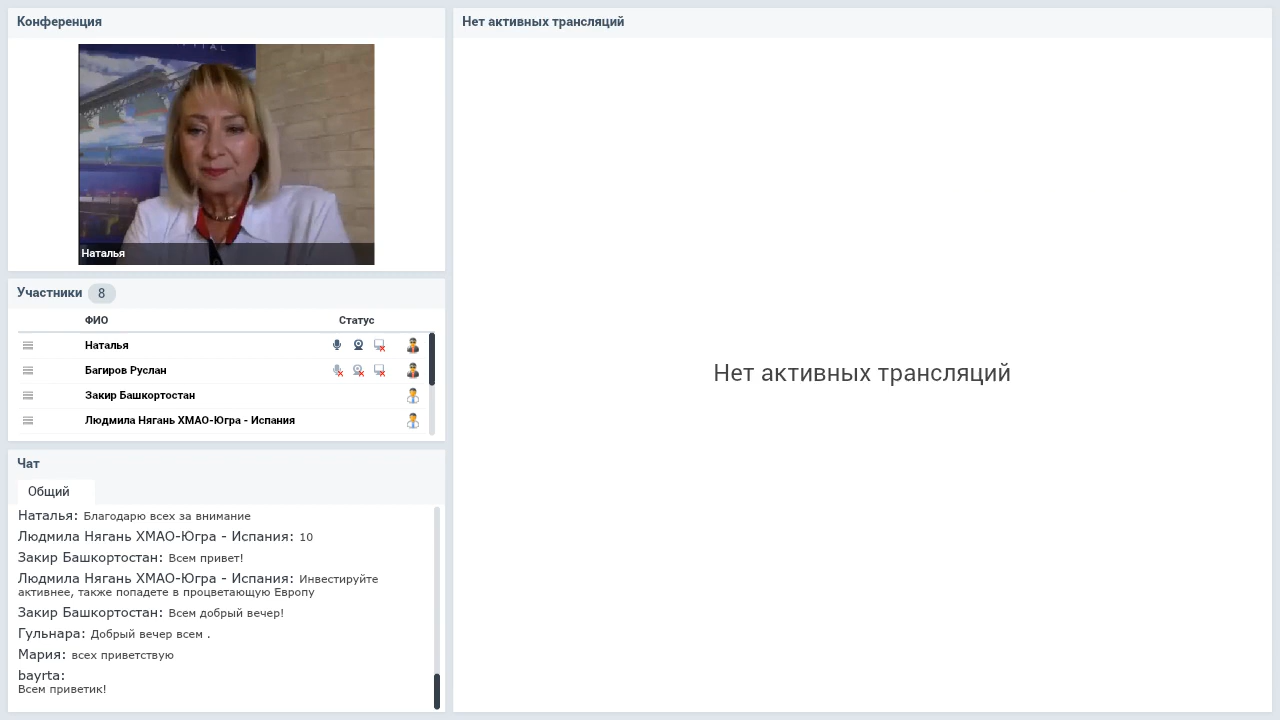 Конференция
Нет активных трансляций
Наталья
Участники 8
ФИО Статус
Наталья
Багиров Руслан
Закир Башкортостан
Людмила Нягань ХМАО-Югра - Испания
Чат
Общий
Наталья: Благодарю всех за внимание
Людмила Нягань ХМАО-Югра - Испания: 10
Закир Башкортостан: Всем привет!
Людмила Нягань ХМАО-Югра - Испания: Инвестируйте
активнее, также попадете в процветающую Европу
Закир Башкортостан: Всем добрый вечер!
Гульнара: Добрый вечер всем .
Мария: всех приветствую
bayrta:
Всем приветик!
Нет активных трансляций